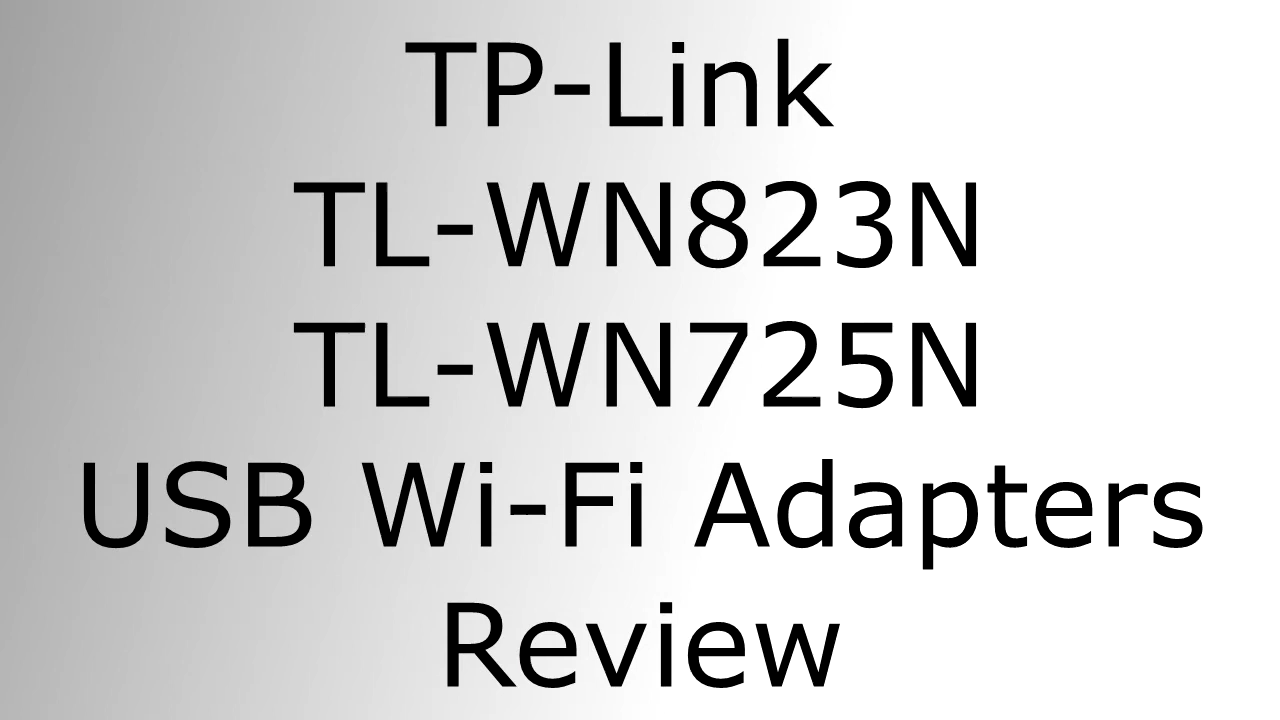 TP-Link
TL-WN823N
TL-WN725N
USB Wi-Fi Adapters
Review